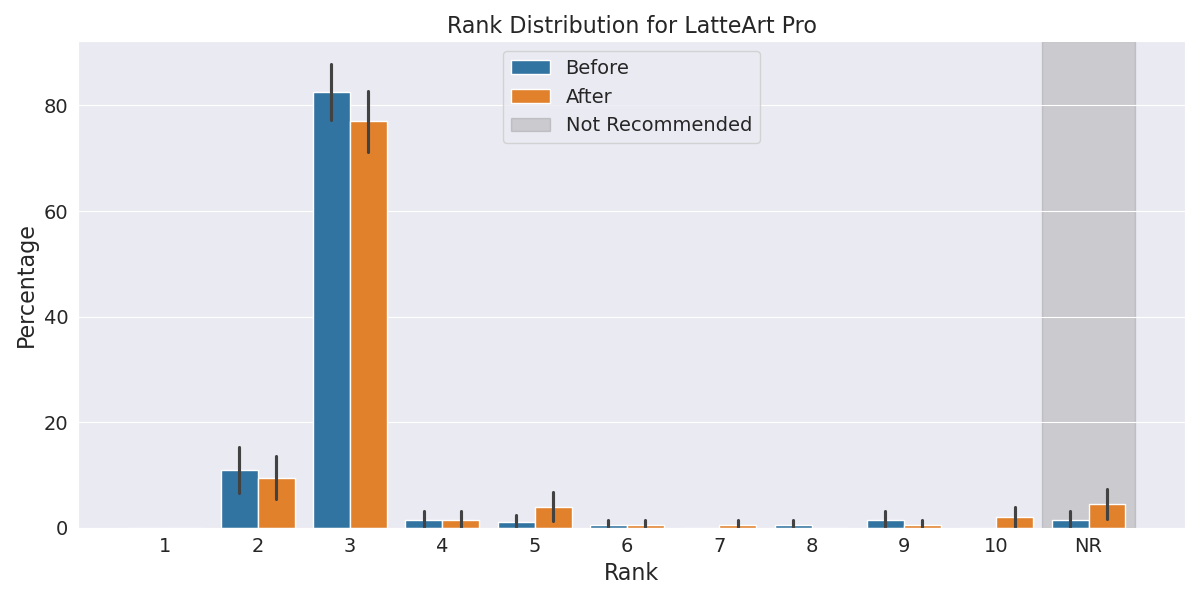 Rank Distribution for LatteArt Pro
Before
After
Not Recommended
Percentage
80
60
40
20
0
1 2 3 4 5 6 7 8 9 10 NR
Rank